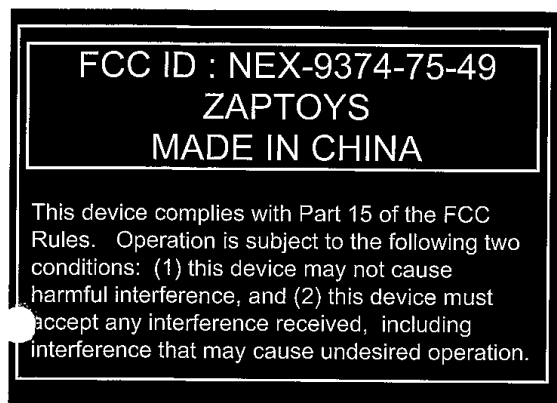 FCC ID : NEX-9374-75-49
ZAPTOYS
MADE IN CHINA
This device complies with Part 15 of the FCC
Rules.   Operation is subject to the following two
conditions:  (1) this device may not cause
harmful interference, and (2) this device must
accept any interference received,  including
interference that may cause undesired operation.